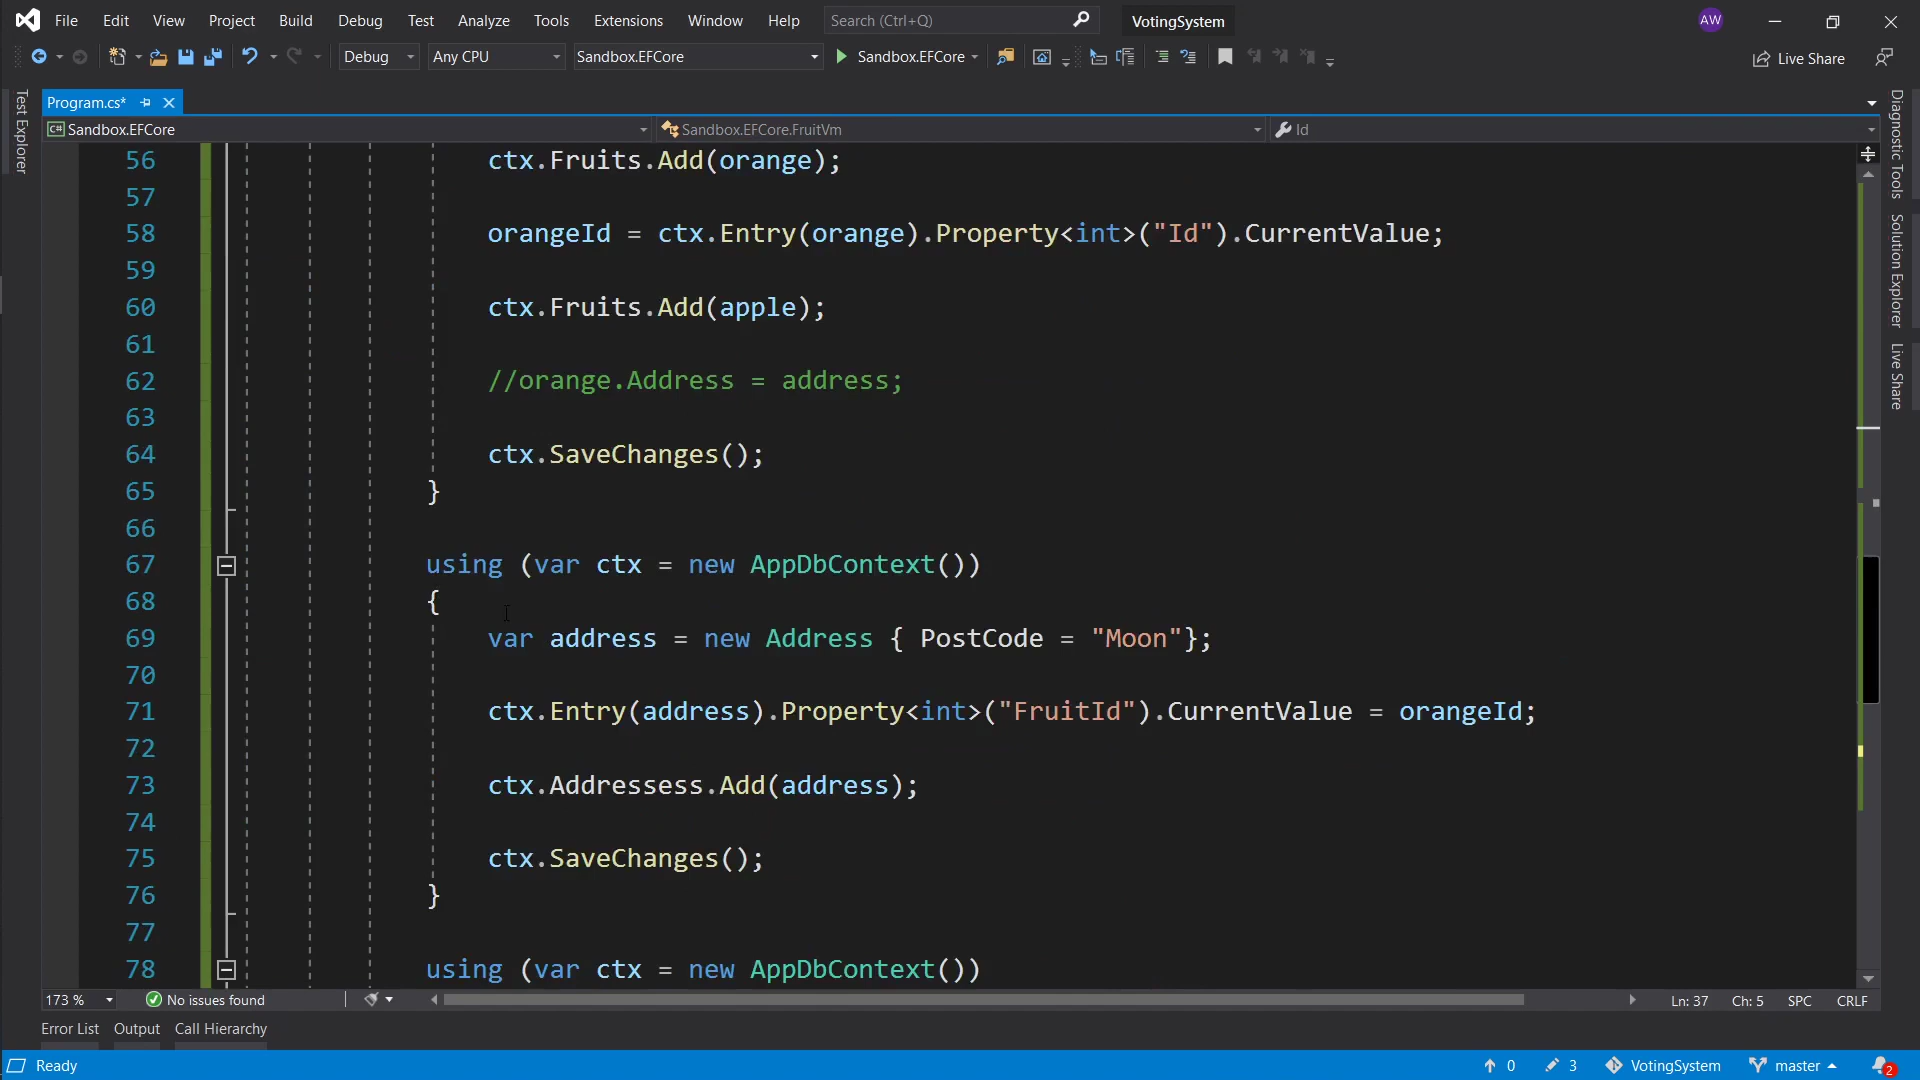 File Edit View Project Build Debug Test Analyze Tools Extensions Window Help Search (Ctrl+Q) VotingSystem AW
Debug Any CPU Sandbox.EFCore Sandbox.EFCore Live Share
Test Explorer
Program.cs*
Sandbox.EFCore Sandbox.EFCore.FruitVm Id
56 ctx.Fruits.Add(orange);
57
58 orangeId = ctx.Entry(orange).Property<int>("Id").CurrentValue;
59
60 ctx.Fruits.Add(apple);
61
62 //orange.Address = address;
63
64 ctx.SaveChanges();
65 }
66
67 using (var ctx = new AppDbContext())
68 {
69 var address = new Address { PostCode = "Moon"};
70
71 ctx.Entry(address).Property<int>("FruitId").CurrentValue = orangeId;
72
73 ctx.Addressess.Add(address);
74
75 ctx.SaveChanges();
76 }
77
78 using (var ctx = new AppDbContext())
Diagnostic Tools
Solution Explorer
Live Share
173 % No issues found Ln: 37 Ch: 5 SPC CRLF
Error List Output Call Hierarchy
Ready 0 3 VotingSystem master 2